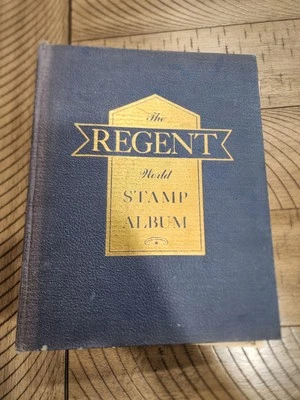 The
REGENT
World
STAMP
ALBUM